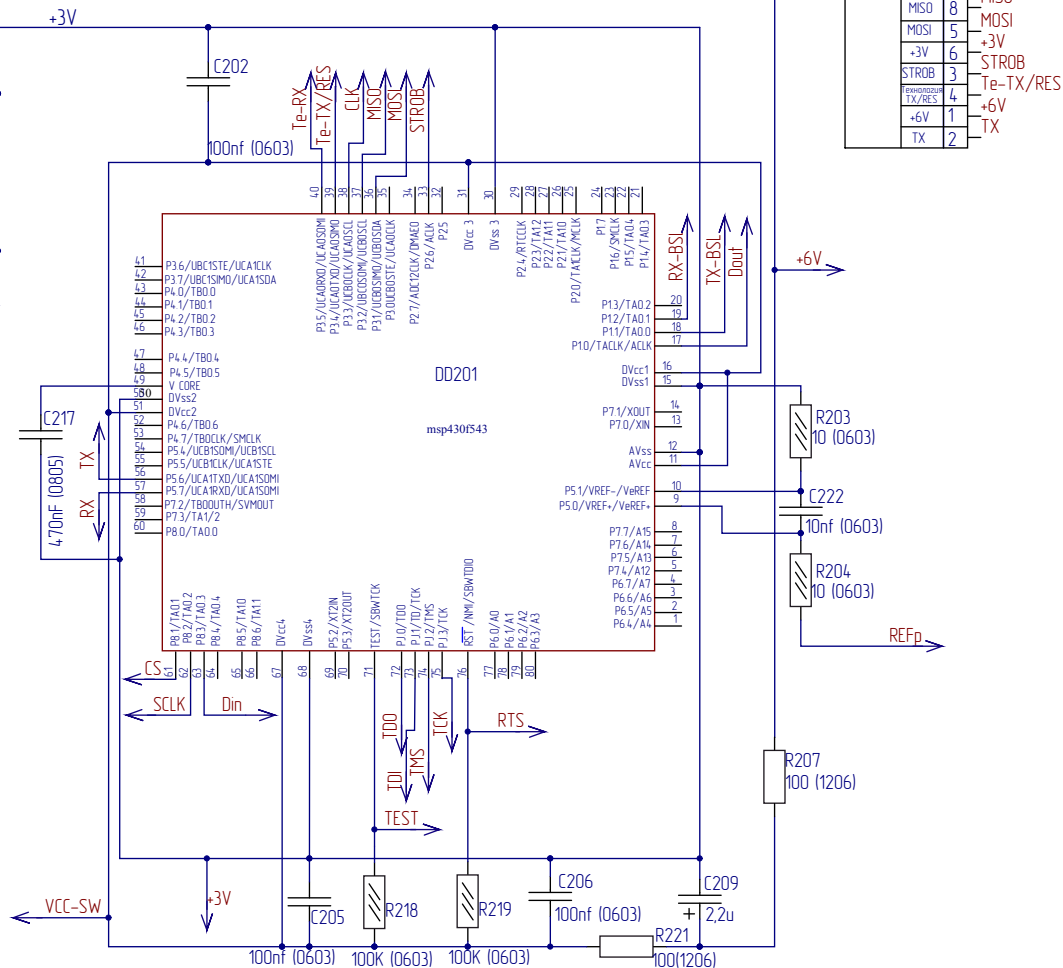 +3V
C202
100nf (0603)
Te-RX
Te-TX/RES
CLK
MISO
MOSI
STROB
MISO 8
MOSI 5 MOSI
+3V 6 +3V
STROB 3 STROB
Технология TX/RES 4 Te-TX/RES
+6V 1 +6V
TX 2 TX
40 39 38 37 36 35 34 33 32 31 30 29 28 27 26 25 24 23 22 21
P3.5/UCA0RXD/UCA0SOMI
P3.4/UCA0TXD/UCA0SIMO
P3.3/UCB0CLK/UCA0SCL
P3.2/UBC0SOMI/UCB0SCL
P3.1/UCB0SIMO/UCB0SDA
P3.0UCB0STE/UCA0CLK
P2.7/ADC12CLK/DMAE0
P2.6/ACLK
P2.5
DVcc 3
DVss 3
P2.4/RTCCLK
P2.3/TA1.2
P2.2/TA1.1
P2.1/TA1.0
P2.0/TA1CLK/MCLK
P1.7
P1.6/SMCLK
P1.5/TA0.4
P1.4/TA0.3
RX-BSL
TX-BSL
Dout
+6V
41 P3.6/UBC1STE/UCA1CLK
42 P3.7/UBC1SIMO/UCA1SDA
43 P4.0/TB0.0
44 P4.1/TB0.1
45 P4.2/TB0.2
46 P4.3/TB0.3
47 P4.4/TB0.4
48 P4.5/TB0.5
49 V CORE
50 DVss2
51 DVcc2
52 P4.6/TB0.6
53 P4.7/TB0CLK/SMCLK
54 P5.4/UCB1SOMI/UCB1SCL
55 P5.5/UCB1CLK/UCA1STE
56 P5.6/UCA1TXD/UCA1SOMI
57 P5.7/UCA1RXD/UCA1SOMI
58 P7.2/TB0OUTH/SVMOUT
59 P7.3/TA1/2
60 P8.0/TA0.0
DD201
msp430f543
P1.3/TA0.2 20
P1.2/TA0.1 19
P1.1/TA0.0 18
P1.0/TACLK/ACLK 17
DVcc1 16
DVss1 15
P7.1/XOUT 14
P7.0/XIN 13
AVss 12
AVcc 11
P5.1/VREF-/VeREF 10
P5.0/VREF+/VeREF+ 9
P7.7/A15 8
P7.6/A14 7
P7.5/A13 6
P7.4/A12 5
P6.7/A7 4
P6.6/A6 3
P6.5/A5 2
P6.4/A4 1
C217
470nF (0805)
TX
RX
R203
10 (0603)
C222
10nf (0603)
R204
10 (0603)
REFp
P8.1/TA0.1
P8.2/TA0.2
P8.3/TA0.3
P8.4/TA0.4
P8.5/TA1.0
P8.6/TA1.1
DVcc4
DVss4
P5.2/XT2IN
P5.3/XT2OUT
TEST/SBWTCK
PJ.0/TDO
PJ.1/TD/TCK
PJ.2/TMS
PJ.3/TCK
RST /NMI/SBWTDIO
P6.0/A0
P6.1/A1
P6.2/A2
P6.3/A3
61 62 63 64 65 66 67 68 69 70 71 72 73 74 75 76 77 78 79 80
CS
SCLK
Din
TDO
TDI
TMS
TCK
RTS
TEST
R207
100 (1206)
VCC-SW
+3V
C205
100nf (0603)
R218
100K (0603)
R219
100K (0603)
C206
100nf (0603)
C209
+ 2,2u
R221
100(1206)